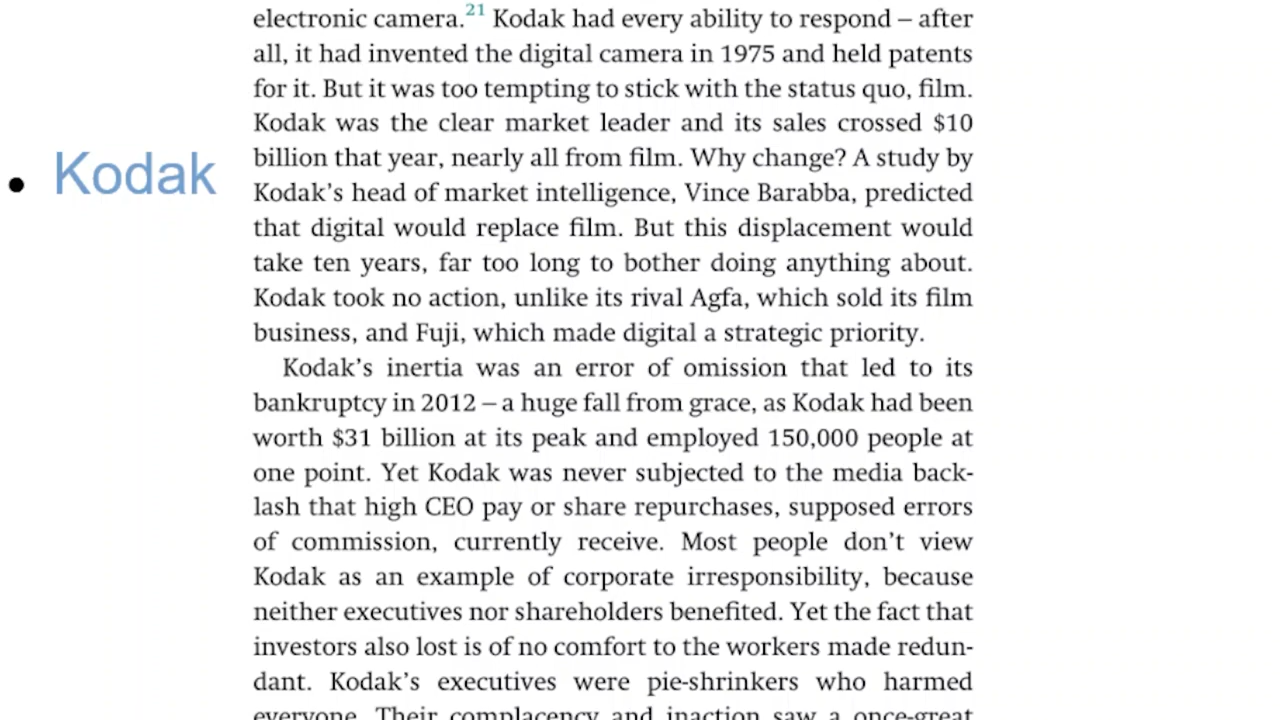 electronic camera.21 Kodak had every ability to respond – after
all, it had invented the digital camera in 1975 and held patents
for it. But it was too tempting to stick with the status quo, film.
Kodak was the clear market leader and its sales crossed $10
• Kodak
billion that year, nearly all from film. Why change? A study by
Kodak's head of market intelligence, Vince Barabba, predicted
that digital would replace film. But this displacement would
take ten years, far too long to bother doing anything about.
Kodak took no action, unlike its rival Agfa, which sold its film
business, and Fuji, which made digital a strategic priority.
Kodak's inertia was an error of omission that led to its
bankruptcy in 2012 – a huge fall from grace, as Kodak had been
worth $31 billion at its peak and employed 150,000 people at
one point. Yet Kodak was never subjected to the media back-
lash that high CEO pay or share repurchases, supposed errors
of commission, currently receive. Most people don't view
Kodak as an example of corporate irresponsibility, because
neither executives nor shareholders benefited. Yet the fact that
investors also lost is of no comfort to the workers made redun-
dant. Kodak's executives were pie-shrinkers who harmed
everyone. Their complacency and inaction saw a once-great